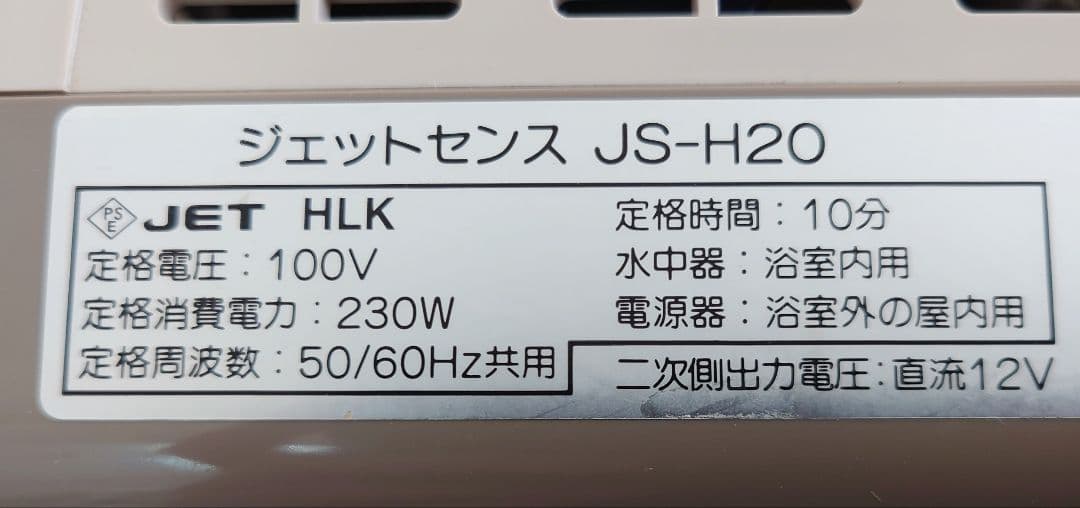 ジェットセンス JS-H20
PS
E JET HLK
定格電圧：100V
定格消費電力：230W
定格周波数：50/60Hz共用
定格時間：10分
水中器：浴室内用
電源器：浴室外の屋内用
二次側出力電圧：直流12V